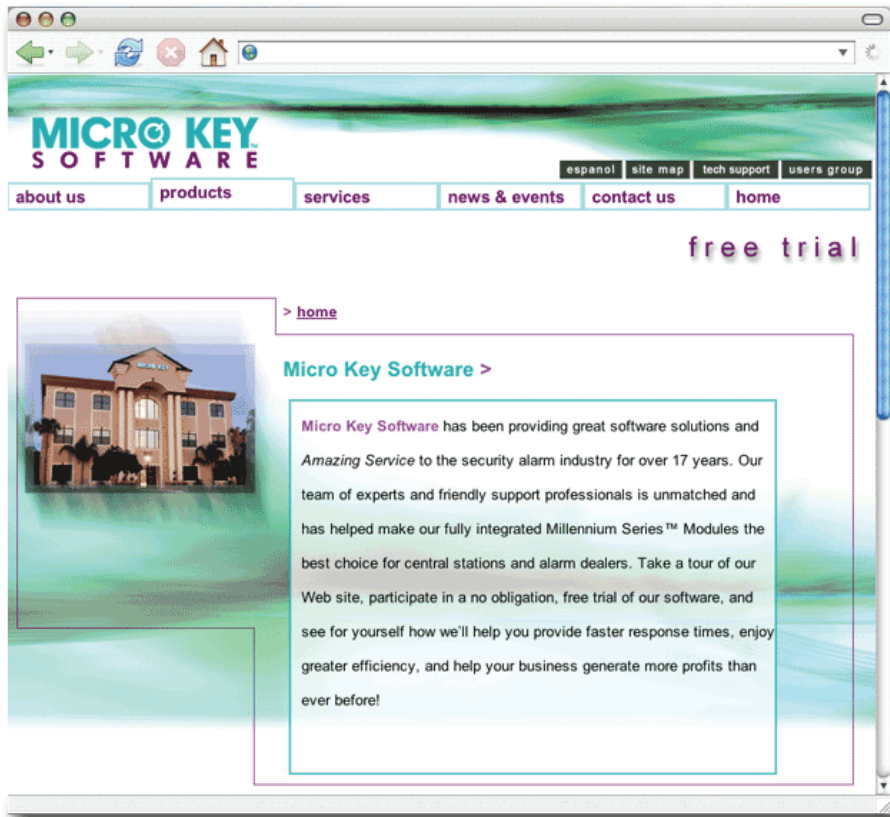 MICRO KEY™
SOFTWARE
espanol site map tech support users group
about us products services news & events contact us home
free trial
> home
MICRO KEY
Micro Key Software >
Micro Key Software has been providing great software solutions and
Amazing Service to the security alarm industry for over 17 years. Our
team of experts and friendly support professionals is unmatched and
has helped make our fully integrated Millennium Series™ Modules the
best choice for central stations and alarm dealers. Take a tour of our
Web site, participate in a no obligation, free trial of our software, and
see for yourself how we'll help you provide faster response times, enjoy
greater efficiency, and help your business generate more profits than
ever before!